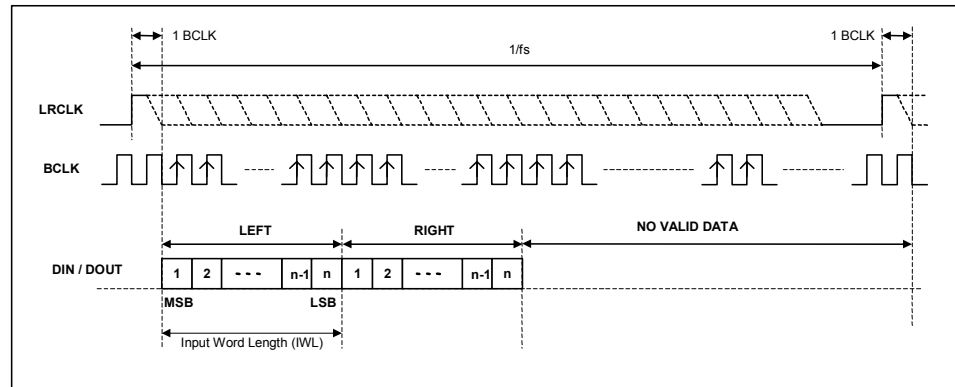 1 BCLK 1 BCLK
1/fs
LRCLK
BCLK
LEFT RIGHT NO VALID DATA
DIN / DOUT 1 2 - - - n-1 n 1 2 - - - n-1 n
MSB LSB
Input Word Length (IWL)